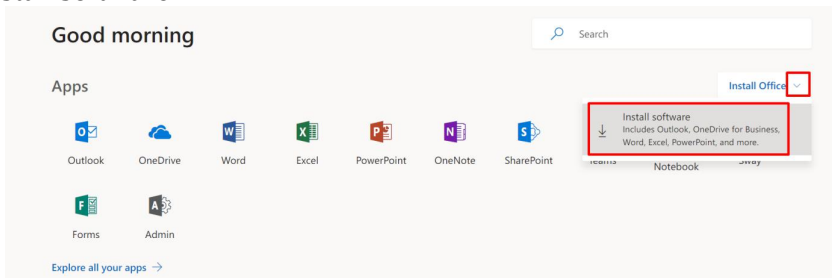 Good morning
Search
Apps
Install Office
Install software
Includes Outlook, OneDrive for Business,
Word, Excel, PowerPoint, and more.
Outlook
OneDrive
Word
Excel
PowerPoint
OneNote
SharePoint
Teams
Notebook
Sway
Forms
Admin
Explore all your apps →